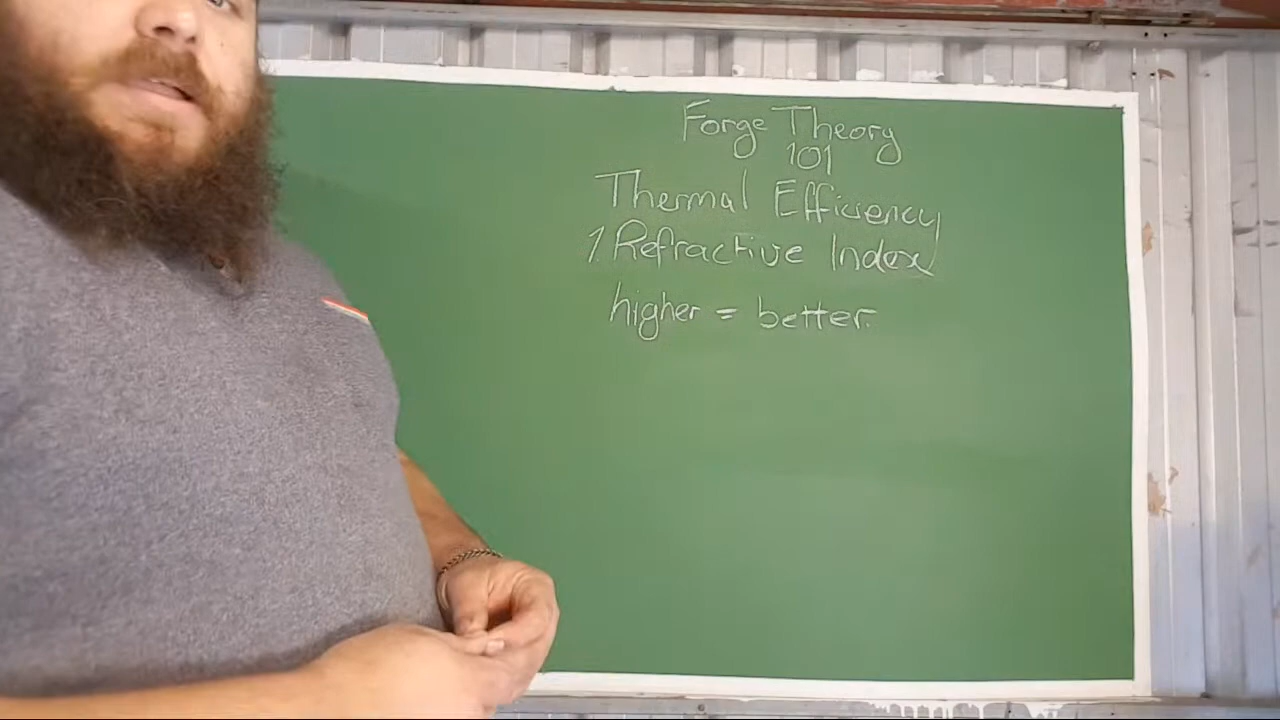 Forge Theory
101
Thermal Efficiency
1 Refractive Index
higher = better.